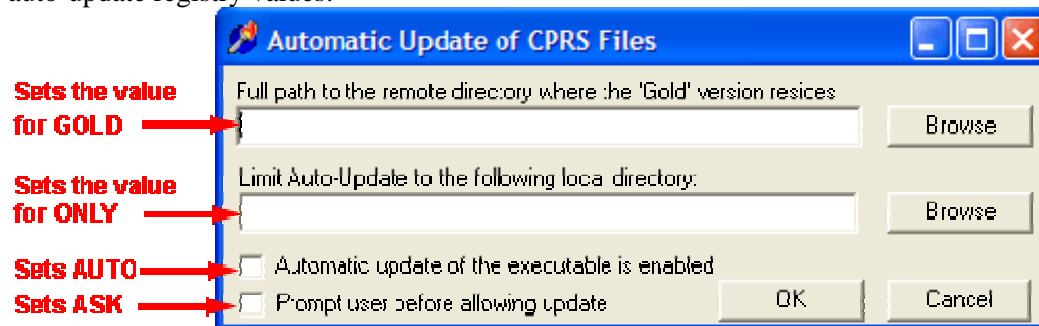 auto-update registry values.
Automatic Update of CPRS Files
Sets the value
for GOLD
Full path to the remote directory where the 'Gold' version resices
Browse
Sets the value
for ONLY
Limit Auto-Update to the following local directory:
Browse
Sets AUTO
Automatic update of the executable is enabled
Sets ASK
Prompt user before allowing update
OK
Cancel